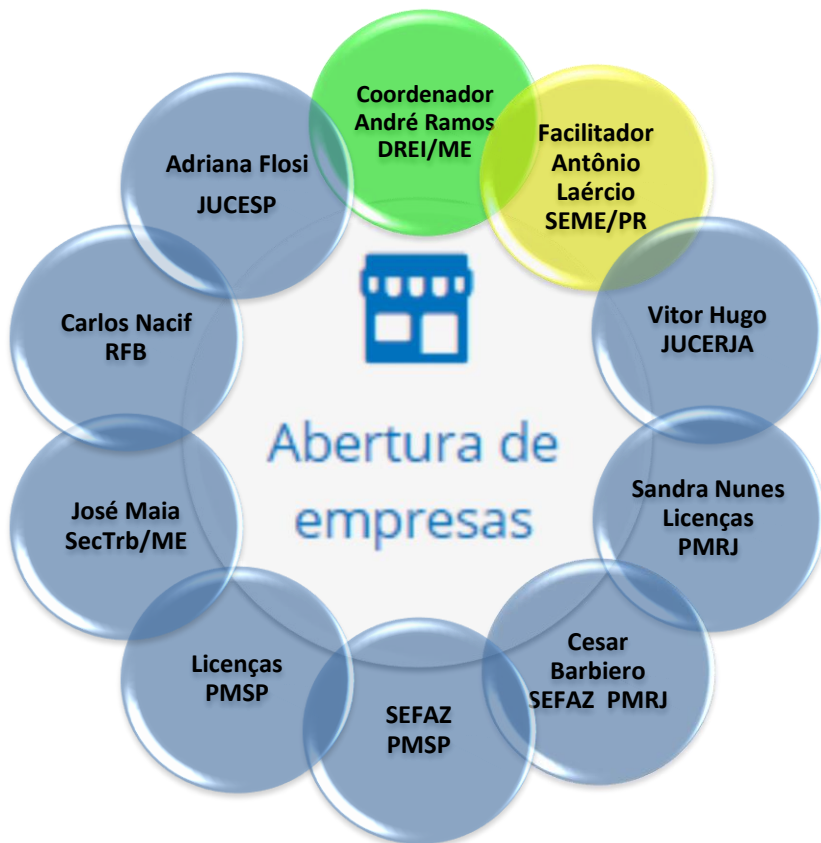 Coordenador
André Ramos
DREI/ME
Facilitador
Antônio
Laércio
SEME/PR
Vitor Hugo
JUCERJA
Sandra Nunes
Licenças
PMRJ
Cesar
Barbiero
SEFAZ PMRJ
SEFAZ
PMSP
Licenças
PMSP
José Maia
SecTrb/ME
Carlos Nacif
RFB
Adriana Flosi
JUCESP
Abertura de
empresas